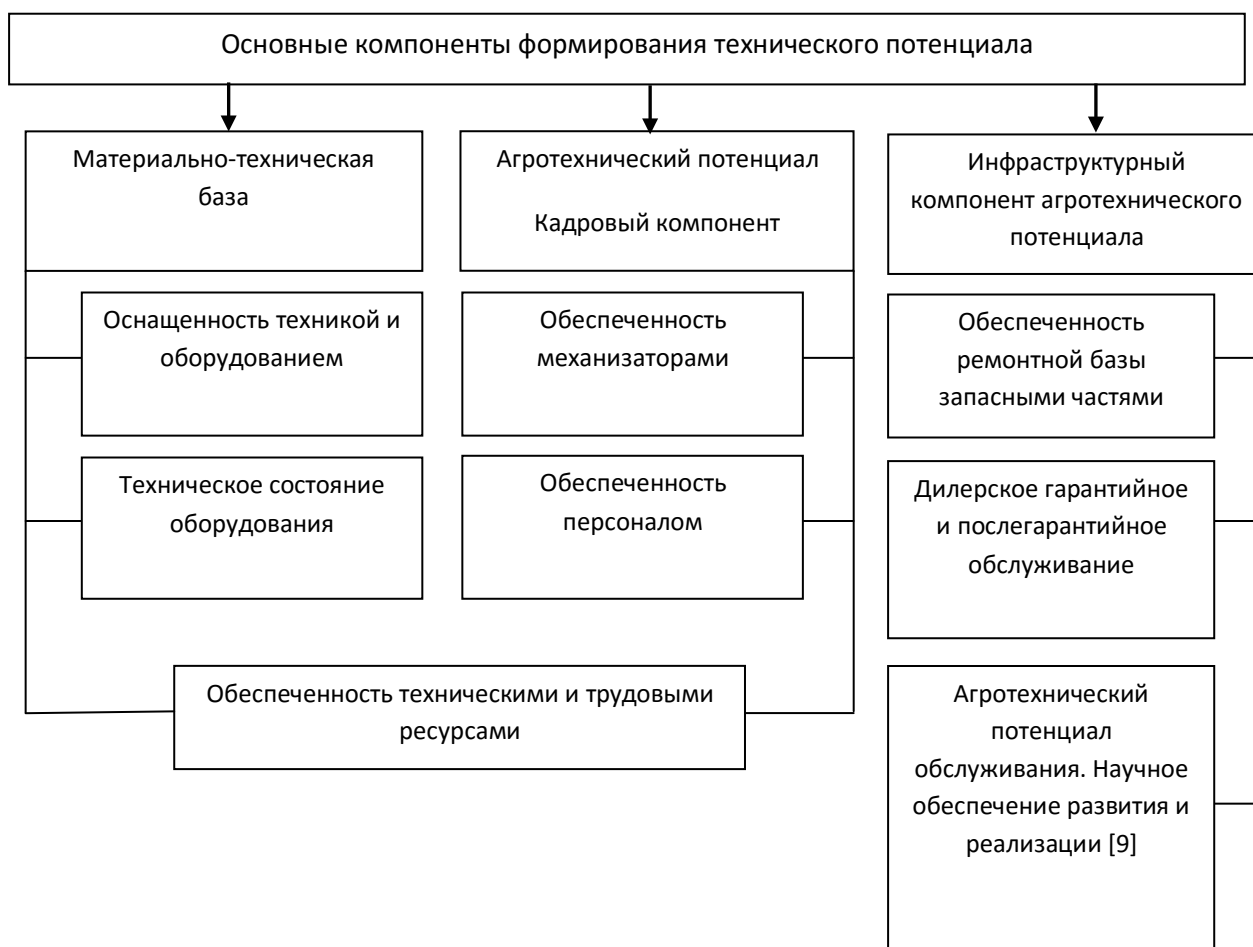 Основные компоненты формирования технического потенциала
Материально-техническая
база
Агротехнический потенциал
Кадровый компонент
Инфраструктурный
компонент агротехнического
потенциала
Оснащенность техникой и
оборудованием
Обеспеченность
механизаторами
Обеспеченность
ремонтной базы
запасными частями
Техническое состояние
оборудования
Обеспеченность
персоналом
Дилерское гарантийное
и послегарантийное
обслуживание
Обеспеченность техническими и трудовыми
ресурсами
Агротехнический
потенциал
обслуживания. Научное
обеспечение развития и
реализации [9]